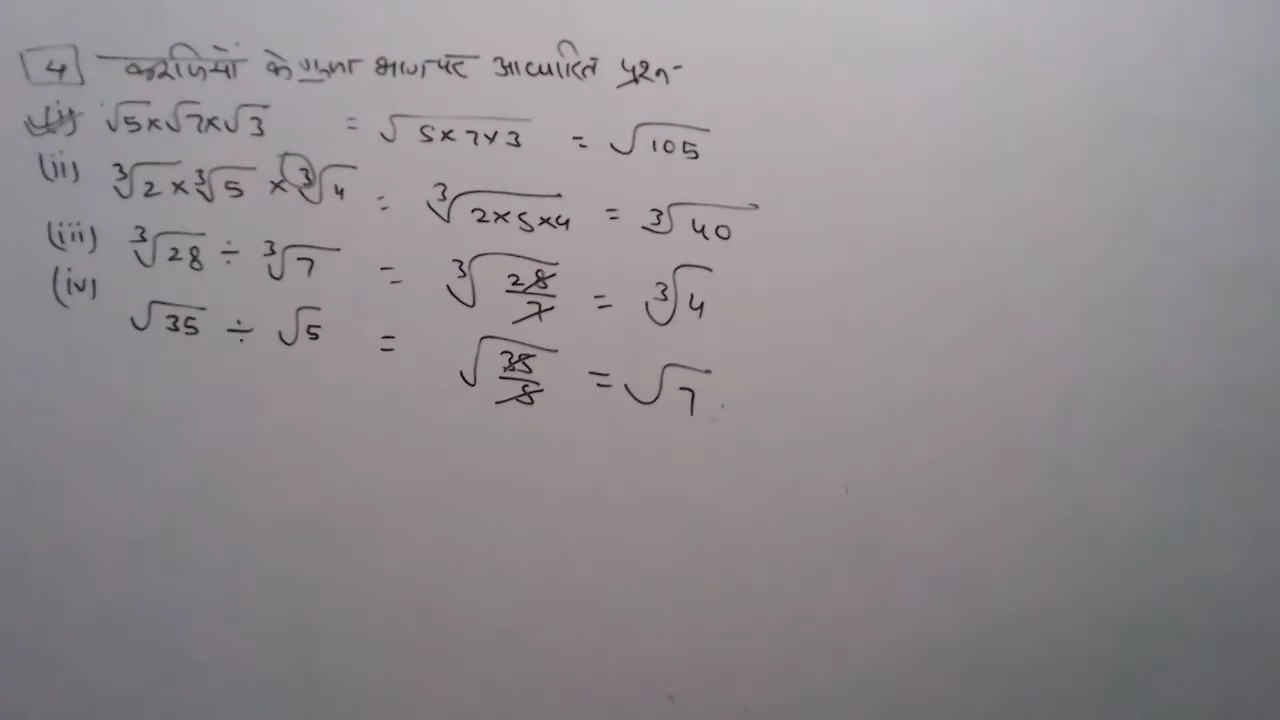 4 करणियों के गुणा भाग पर आधारित प्रश्न-
(i) √5×√7×√3 = √5×7×3 = √105
(ii) ∛2×∛5 ×∛4 = ∛2×5×4 = ∛40
(iii) ∛28 ÷ ∛7 = ∛28/7 = ∛4
(iv) √35 ÷ √5 = √35/5 = √7